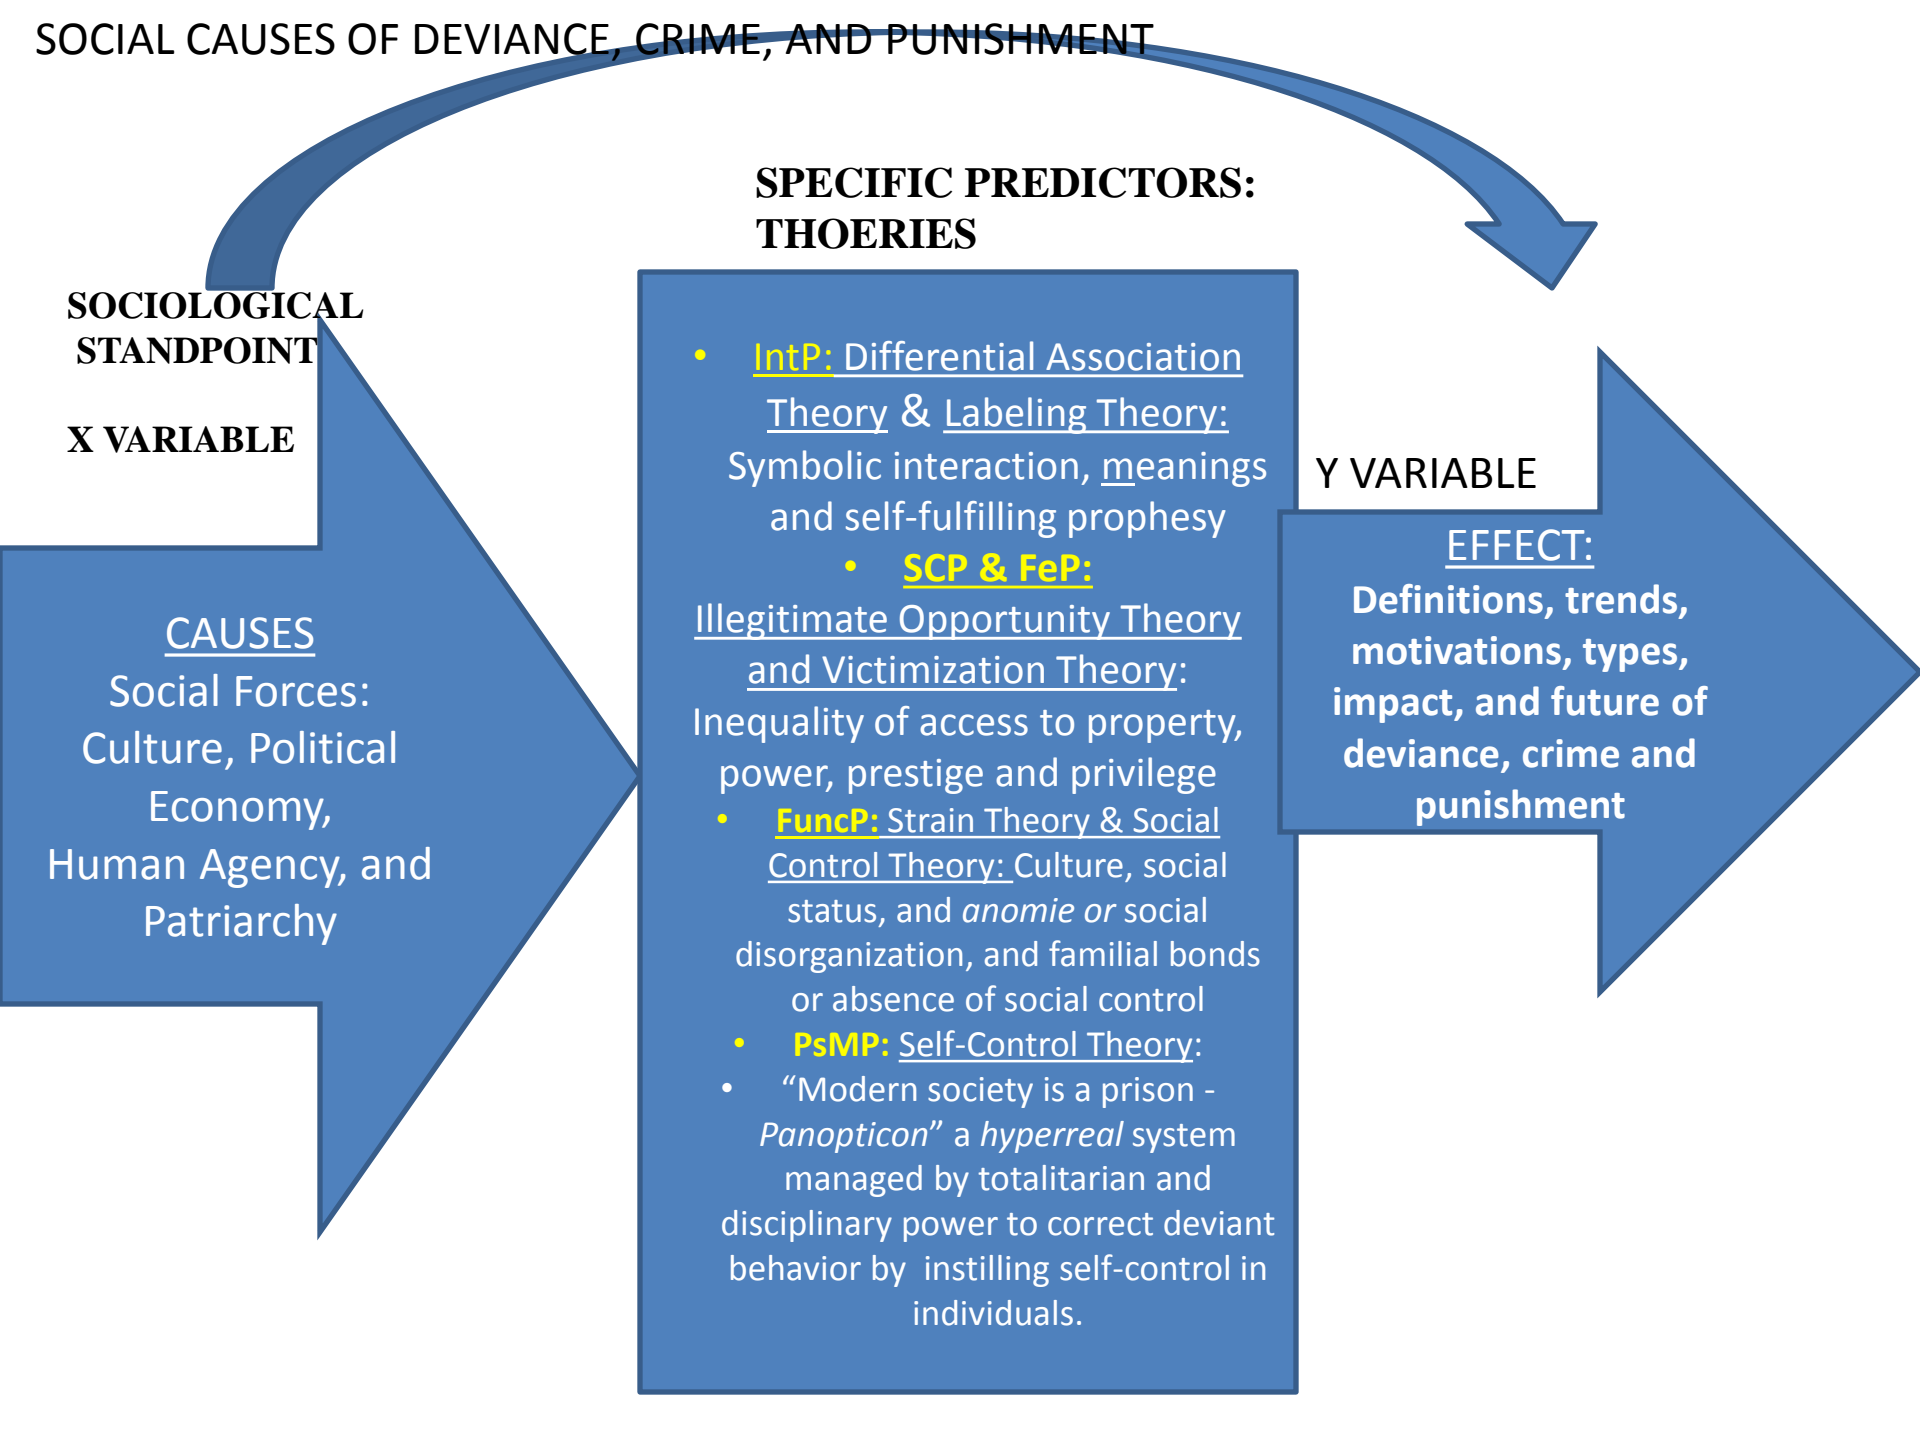 SOCIAL CAUSES OF DEVIANCE, CRIME, AND PUNISHMENT
SPECIFIC PREDICTORS:
THOERIES
SOCIOLOGICAL
STANDPOINT
X VARIABLE
CAUSES
Social Forces:
Culture, Political
Economy,
Human Agency, and
Patriarchy
• IntP: Differential Association
Theory & Labeling Theory:
Symbolic interaction, meanings
and self-fulfilling prophesy
• SCP & FeP:
Illegitimate Opportunity Theory
and Victimization Theory:
Inequality of access to property,
power, prestige and privilege
• FuncP: Strain Theory & Social
Control Theory: Culture, social
status, and anomie or social
disorganization, and familial bonds
or absence of social control
• PsMP: Self-Control Theory:
• “Modern society is a prison -
Panopticon” a hyperreal system
managed by totalitarian and
disciplinary power to correct deviant
behavior by  instilling self-control in
individuals.
Y VARIABLE
EFFECT:
Definitions, trends,
motivations, types,
impact, and future of
deviance, crime and
punishment